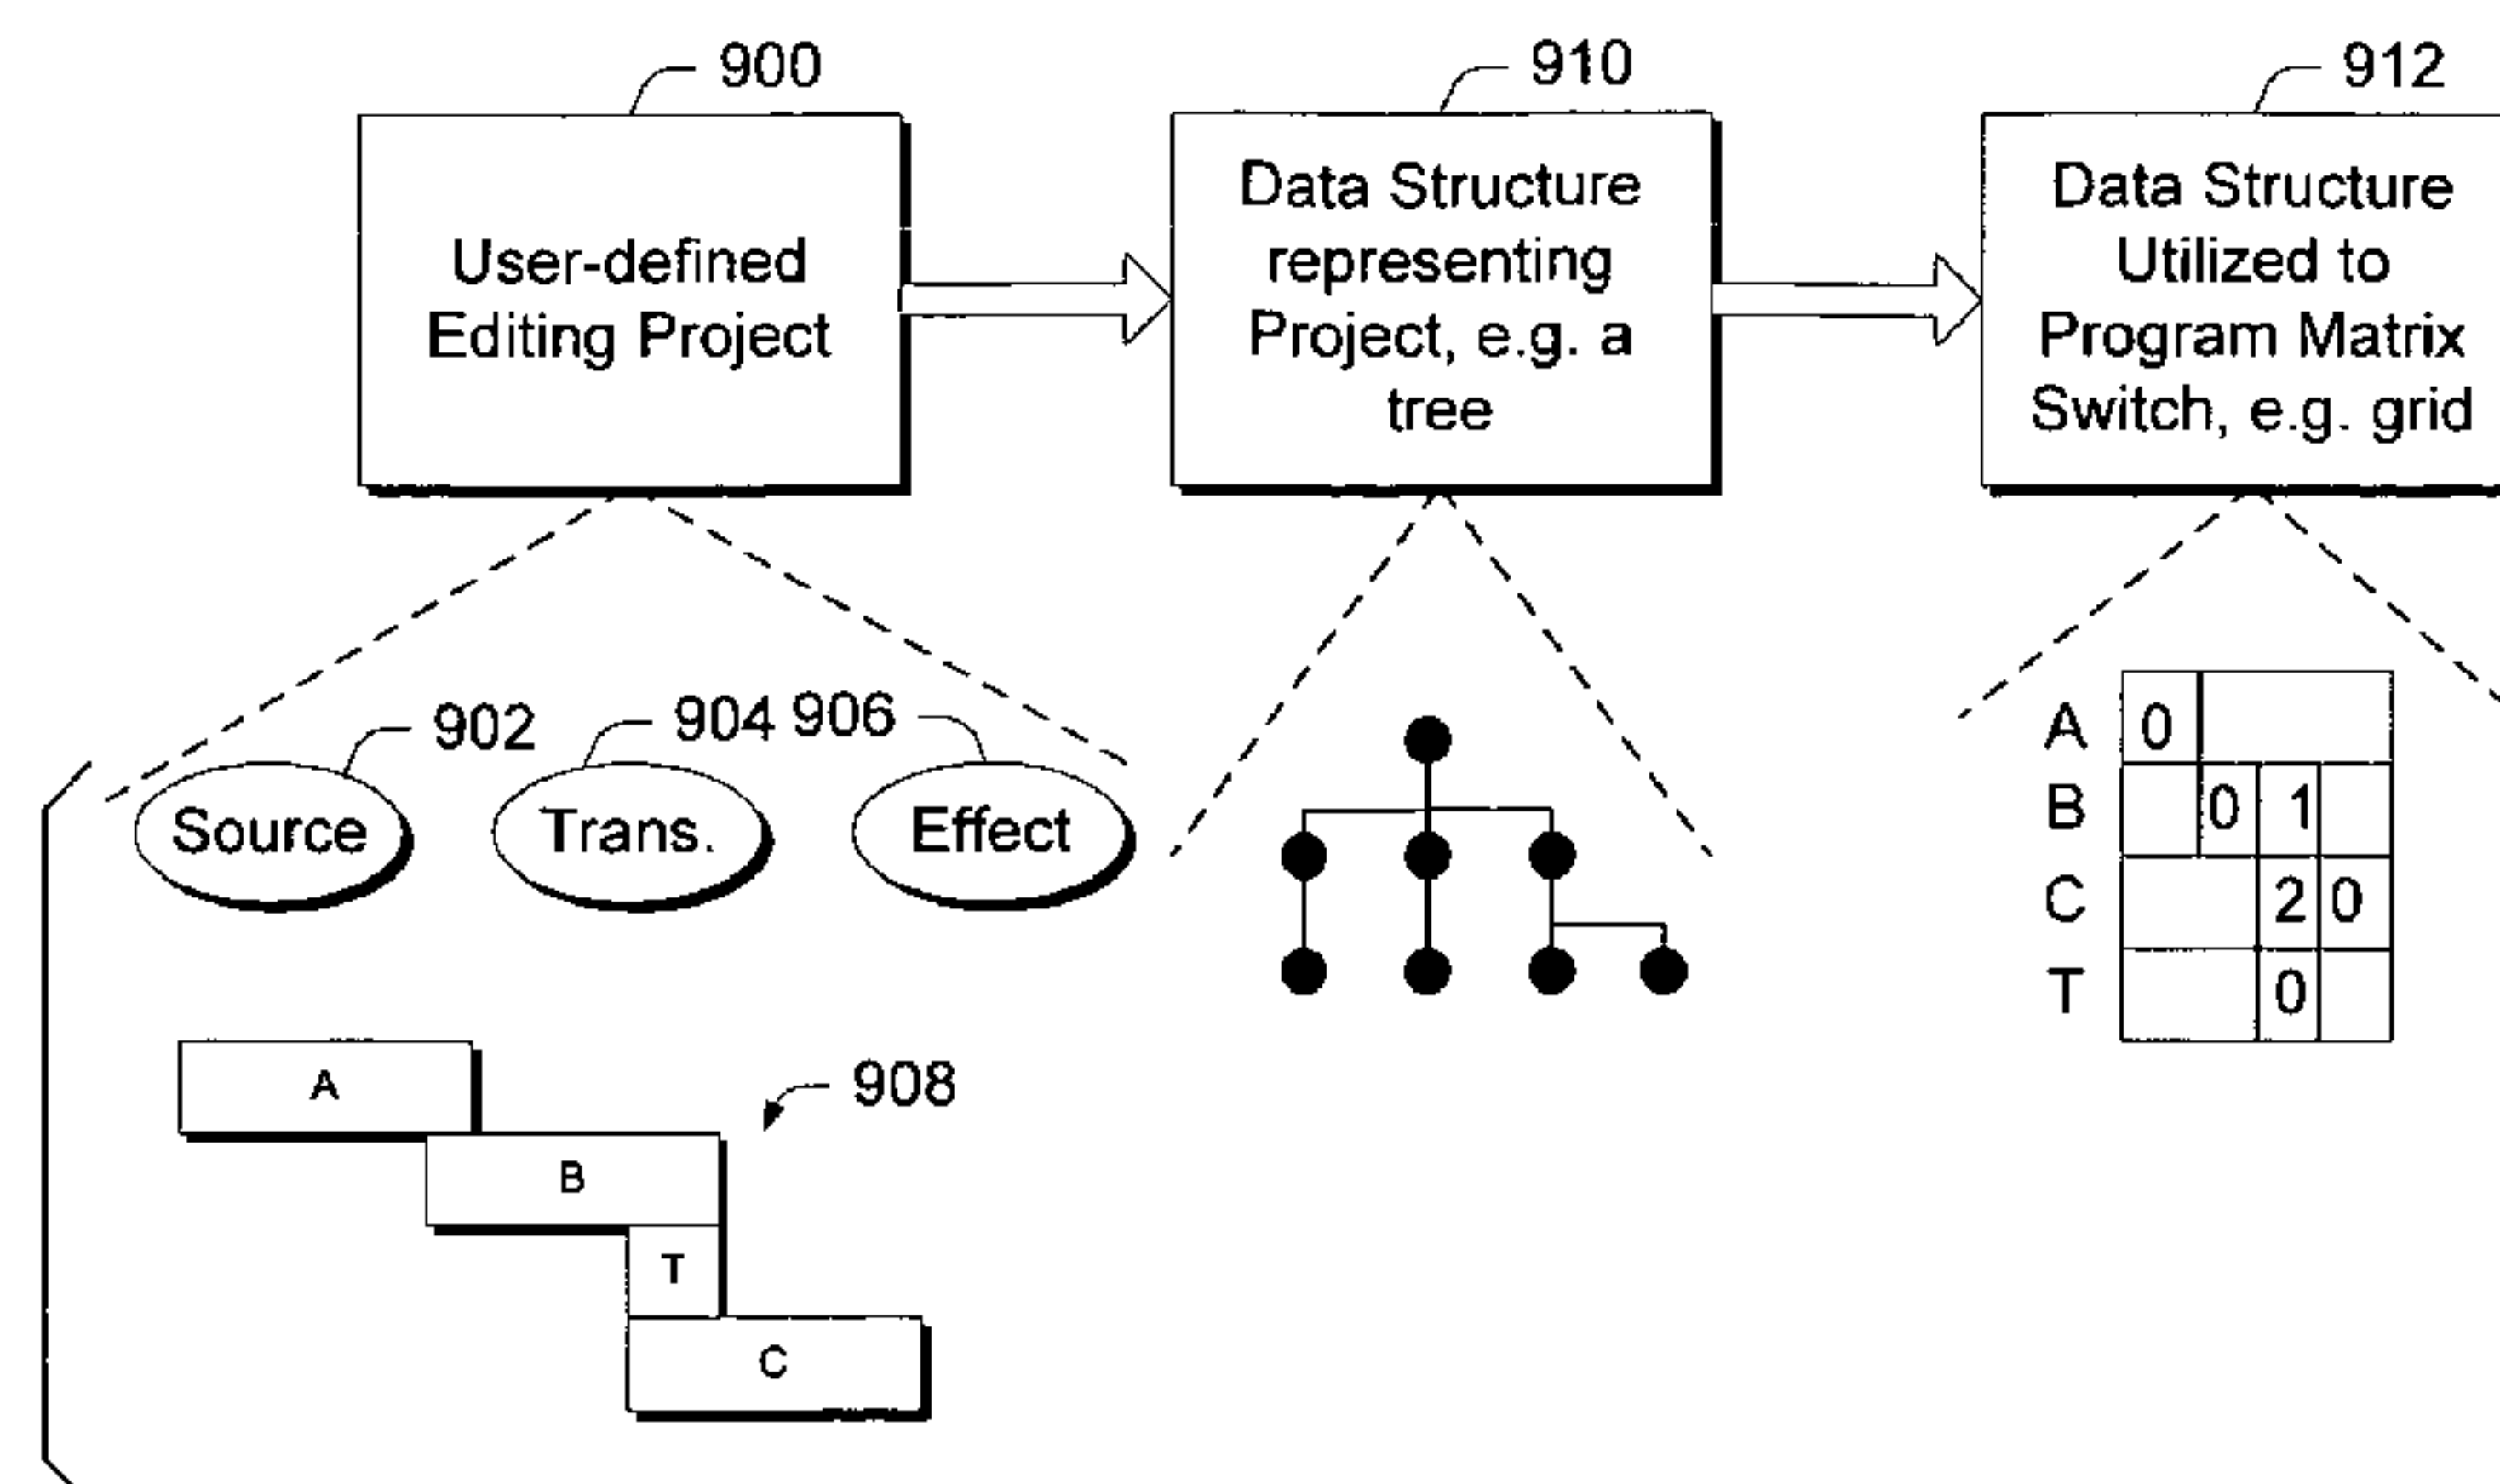 900
910
912
User-defined
Editing Project
Data Structure
representing
Project, e.g. a
tree
Data Structure
Utilized to
Program Matrix
Switch, e.g. grid
902
904
906
Source
Trans.
Effect
A 0
B 0 1
C 2 0
T 0
908
A
B
T
C